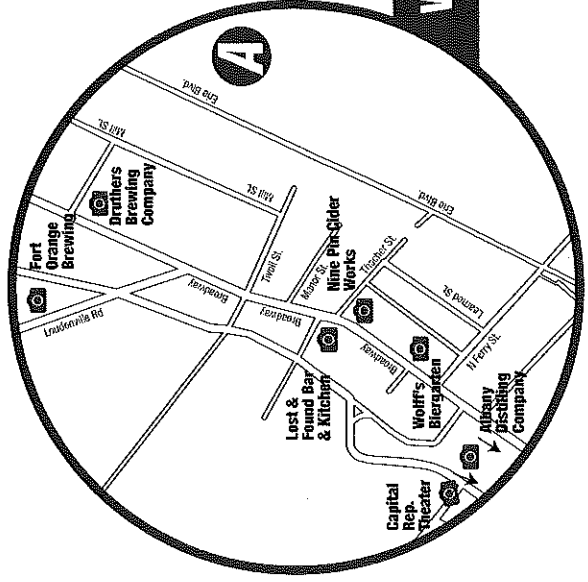 A
Erie Blvd.
Mill St.
Druthers
Brewing
Company
Fort
Orange
Brewing
Loudonville Rd
Mill St.
Broadway
Tivoli St.
Manor St.
Broadway
Nine Pin Cider
Works
Thacher St
Erie Blvd.
Lost &
Found Bar
& Kitchen
Broadway
Learned St.
Wolff's
Biergarten
N Ferry St.
Capital
Rep.
Theater
Albany
Distilling
Company